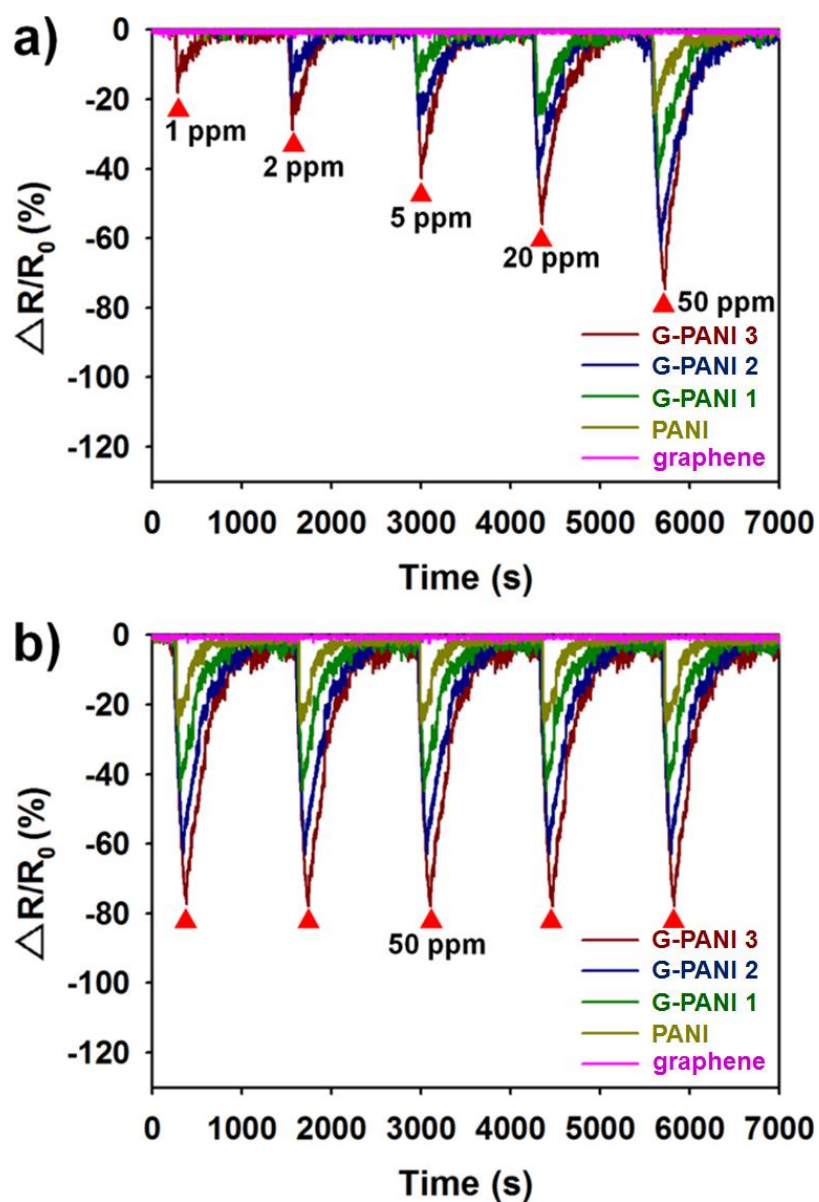 a)
0
-20
-40
-60
-80
-100
-120
△R/R₀ (%)
1 ppm
2 ppm
5 ppm
20 ppm
50 ppm
G-PANI 3
G-PANI 2
G-PANI 1
PANI
graphene
0 1000 2000 3000 4000 5000 6000 7000
Time (s)
b)
0
-20
-40
-60
-80
-100
-120
△R/R₀ (%)
50 ppm
G-PANI 3
G-PANI 2
G-PANI 1
PANI
graphene
0 1000 2000 3000 4000 5000 6000 7000
Time (s)